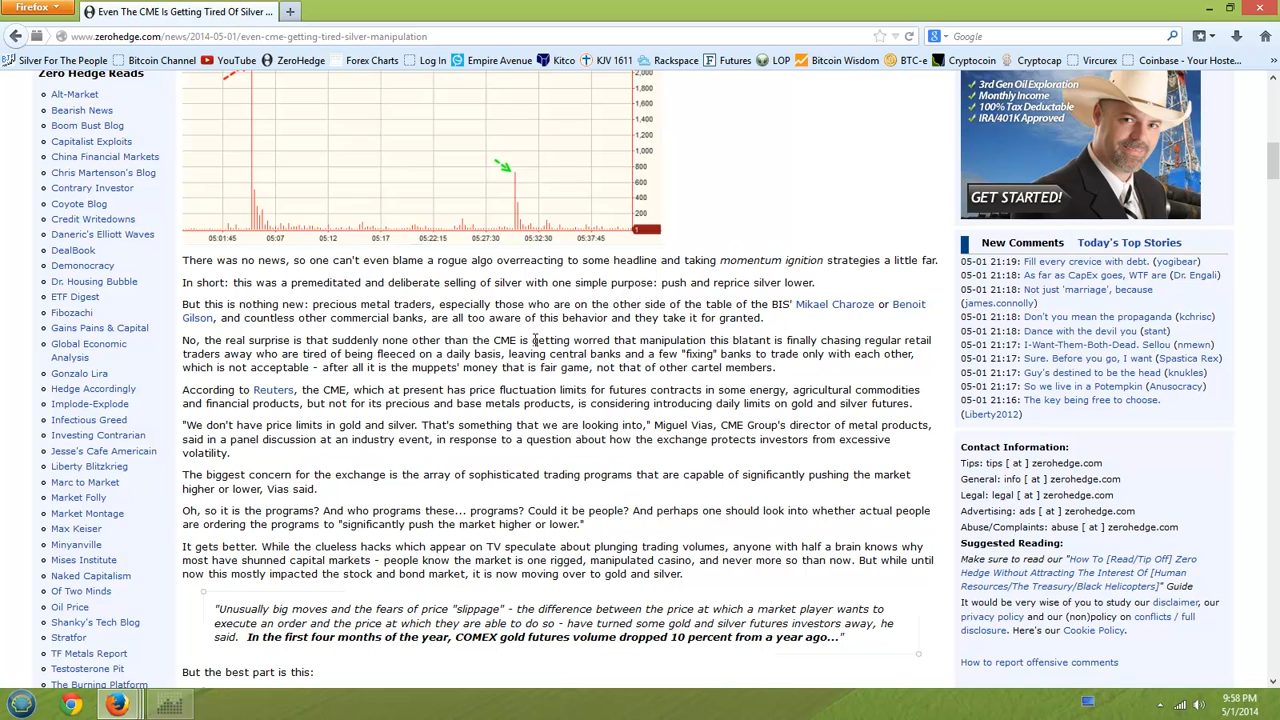 Firefox
Even The CME Is Getting Tired Of Silver ...
www.zerohedge.com/news/2014-05-01/even-cme-getting-tired-silver-manipulation
Google
Silver For The People
Bitcoin Channel
YouTube
ZeroHedge
Forex Charts
Log In
Empire Avenue
Kitco
KJV 1611
Rackspace
Futures
LOP
Bitcoin Wisdom
BTC-e
Cryptocoin
Cryptocap
Vircurex
Coinbase - Your Hoste...
Zero Hedge Reads
Alt-Market
Bearish News
Boom Bust Blog
Capitalist Exploits
China Financial Markets
Chris Martenson's Blog
Contrary Investor
Coyote Blog
Credit Writedowns
Daneric's Elliott Waves
DealBook
Demonocracy
Dr. Housing Bubble
ETF Digest
Fibozachi
Gains Pains & Capital
Global Economic
Analysis
Gonzalo Lira
Hedge Accordingly
Implode-Explode
Infectious Greed
Investing Contrarian
Jesse's Cafe Americain
Liberty Blitzkrieg
Marc to Market
Market Folly
Market Montage
Max Keiser
Minyanville
Mises Institute
Naked Capitalism
Of Two Minds
Oil Price
Shanky's Tech Blog
Stratfor
TF Metals Report
Testosterone Pit
The Burning Platform
2,000
1,800
1,600
1,400
1,200
1,000
800
600
400
200
1
05:01:45
05:07
05:12
05:17
05:22:15
05:27:30
05:32:30
05:37:45
There was no news, so one can't even blame a rogue algo overreacting to some headline and taking momentum ignition strategies a little far.
In short: this was a premeditated and deliberate selling of silver with one simple purpose: push and reprice silver lower.
But this is nothing new: precious metal traders, especially those who are on the other side of the table of the BIS' Mikael Charoze or Benoit
Gilson, and countless other commercial banks, are all too aware of this behavior and they take it for granted.
No, the real surprise is that suddenly none other than the CME is getting worred that manipulation this blatant is finally chasing regular retail
traders away who are tired of being fleeced on a daily basis, leaving central banks and a few "fixing" banks to trade only with each other,
which is not acceptable - after all it is the muppets' money that is fair game, not that of other cartel members.
According to Reuters, the CME, which at present has price fluctuation limits for futures contracts in some energy, agricultural commodities
and financial products, but not for its precious and base metals products, is considering introducing daily limits on gold and silver futures.
"We don't have price limits in gold and silver. That's something that we are looking into," Miguel Vias, CME Group's director of metal products,
said in a panel discussion at an industry event, in response to a question about how the exchange protects investors from excessive
volatility.
The biggest concern for the exchange is the array of sophisticated trading programs that are capable of significantly pushing the market
higher or lower, Vias said.
Oh, so it is the programs? And who programs these... programs? Could it be people? And perhaps one should look into whether actual people
are ordering the programs to "significantly push the market higher or lower."
It gets better. While the clueless hacks which appear on TV speculate about plunging trading volumes, anyone with half a brain knows why
most have shunned capital markets - people know the market is one rigged, manipulated casino, and never more so than now. But while until
now this mostly impacted the stock and bond market, it is now moving over to gold and silver.
"Unusually big moves and the fears of price "slippage" - the difference between the price at which a market player wants to
execute an order and the price at which they are able to do so - have turned some gold and silver futures investors away, he
said. In the first four months of the year, COMEX gold futures volume dropped 10 percent from a year ago..."
But the best part is this:
3rd Gen Oil Exploration
Monthly Income
100% Tax Deductable
IRA/401K Approved
GET STARTED!
New Comments
Today's Top Stories
05-01 21:19: Fill every crevice with debt. (yogibear)
05-01 21:18: As far as CapEx goes, WTF are (Dr. Engali)
05-01 21:18: Not just 'marriage', because
(james.connolly)
05-01 21:18: Don't you mean the propaganda (kchrisc)
05-01 21:18: Dance with the devil you (stant)
05-01 21:18: I-Want-Them-Both-Dead. Sellou (nmewn)
05-01 21:18: Sure. Before you go, I want (Spastica Rex)
05-01 21:17: Guy's destined to be the head (knukles)
05-01 21:17: So we live in a Potempkin (Anusocracy)
05-01 21:16: The key being free to choose.
(Liberty2012)
Contact Information:
Tips: tips [ at ] zerohedge.com
General: info [ at ] zerohedge.com
Legal: legal [ at ] zerohedge.com
Advertising: ads [ at ] zerohedge.com
Abuse/Complaints: abuse [ at ] zerohedge.com
Suggested Reading:
Make sure to read our "How To [Read/Tip Off] Zero
Hedge Without Attracting The Interest Of [Human
Resources/The Treasury/Black Helicopters]" Guide
It would be very wise of you to study our disclaimer, our
privacy policy and our (non)policy on conflicts / full
disclosure. Here's our Cookie Policy.
How to report offensive comments
9:58 PM
5/1/2014